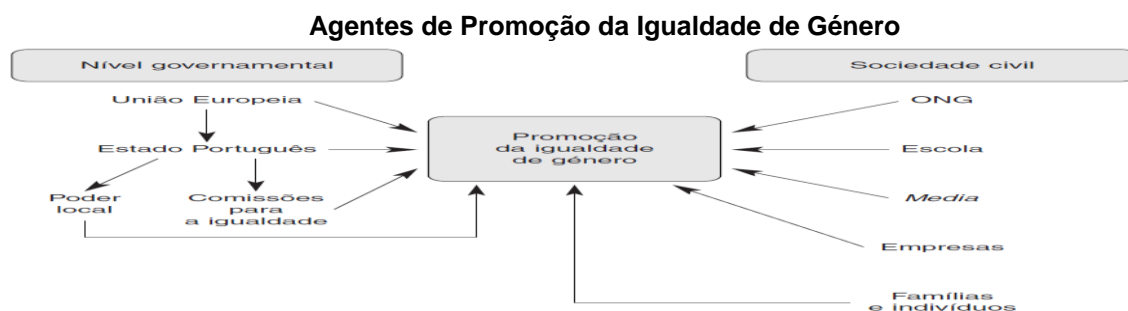 Agentes de Promoção da Igualdade de Género
Nível governamental
União Europeia
Estado Português
Poder
local
Comissões
para
a igualdade
Promoção
da igualdade
de género
Sociedade civil
ONG
Escola
Media
Empresas
Famílias
e indivíduos